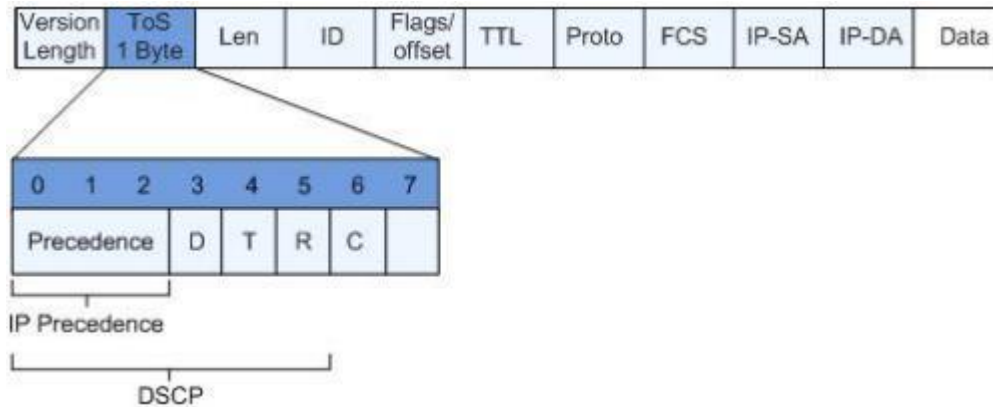 Version Length
ToS 1 Byte
Len
ID
Flags/ offset
TTL
Proto
FCS
IP-SA
IP-DA
Data
0 1 2 3 4 5 6 7
Precedence D T R C
IP Precedence
DSCP